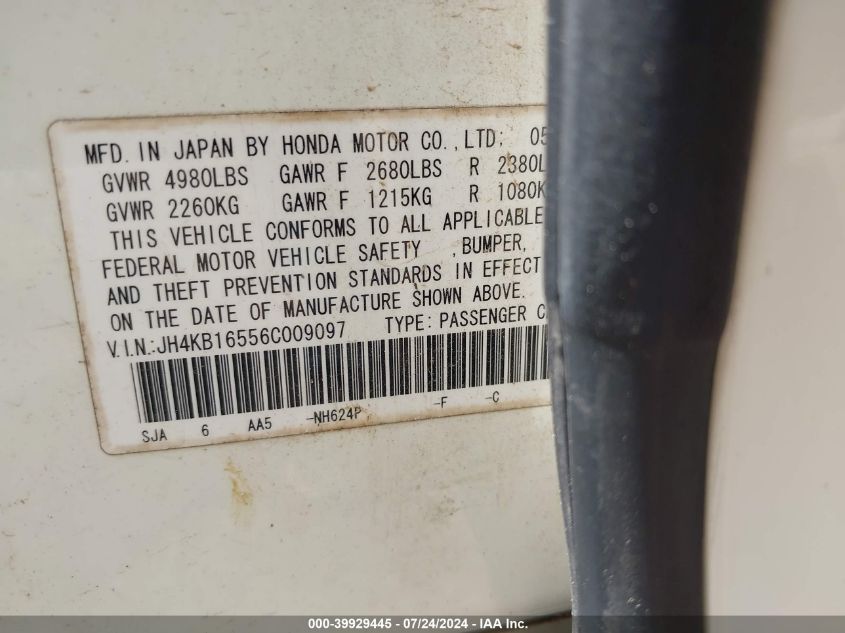 MFD. IN JAPAN BY HONDA MOTOR CO.,LTD. 05
GVWR 4980LBS GAWR F 2680LBS R 2380L
GVWR 2260KG GAWR F 1215KG R 1080K
THIS VEHICLE CONFORMS TO ALL APPLICABLE
FEDERAL MOTOR VEHICLE SAFETY ,BUMPER,
AND THEFT PREVENTION STANDARDS IN EFFECT
ON THE DATE OF MANUFACTURE SHOWN ABOVE.
V.I.N.:JH4KB16556C009097 TYPE:PASSENGER C
SJA 6 AA5 -NH624P -F -C
000-39929445 | 07/24/2024 - IAA Inc.